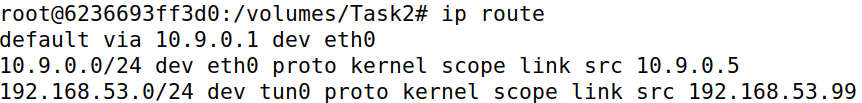 root@6236693ff3d0:/volumes/Task2# ip route
default via 10.9.0.1 dev eth0
10.9.0.0/24 dev eth0 proto kernel scope link src 10.9.0.5
192.168.53.0/24 dev tun0 proto kernel scope link src 192.168.53.99